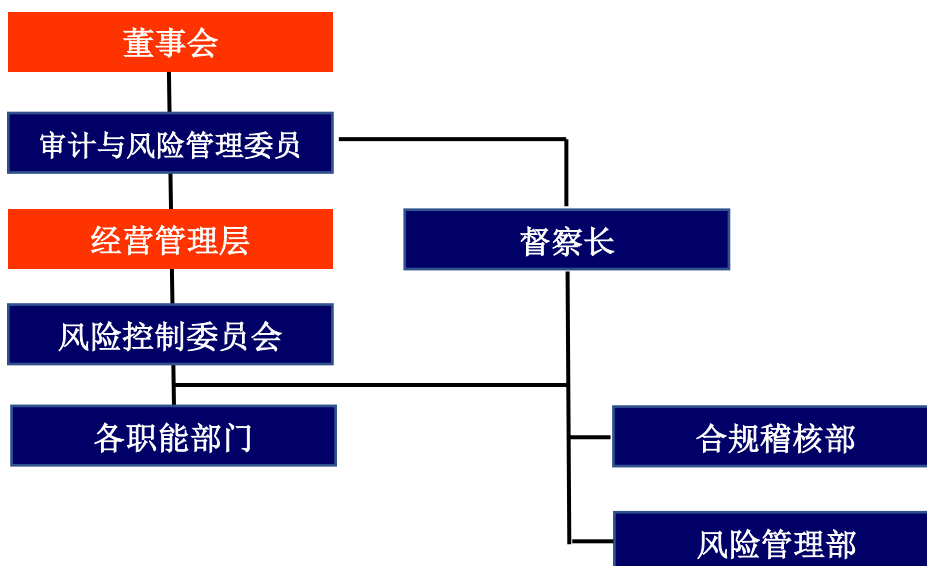 董事会
审计与风险管理委员
经营管理层
督察长
风险控制委员会
各职能部门
合规稽核部
风险管理部